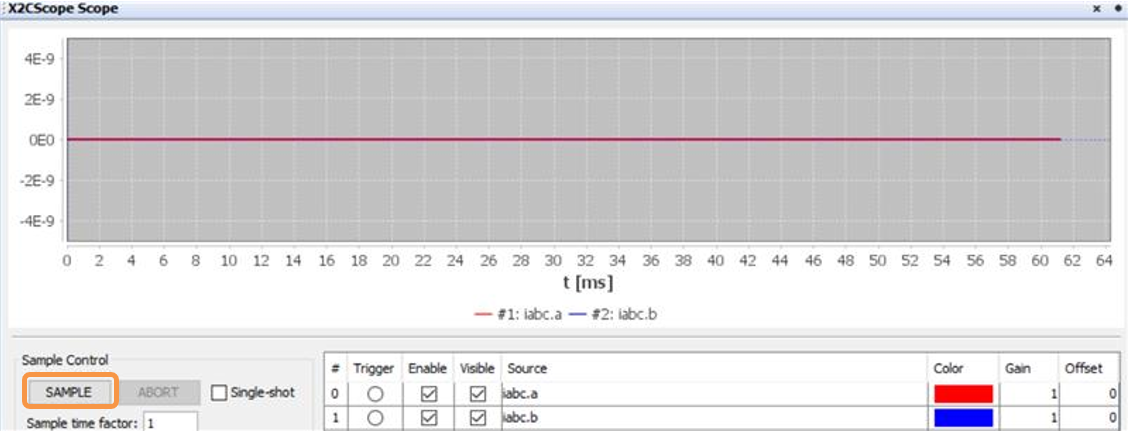 X2CScope Scope
4E-9
2E-9
0E0
-2E-9
-4E-9
0 2 4 6 8 10 12 14 16 18 20 22 24 26 28 30 32 34 36 38 40 42 44 46 48 50 52 54 56 58 60 62 64
t [ms]
#1: iabc.a #2: iabc.b
Sample Control
SAMPLE ABORT Single-shot
Sample time factor: 1
# Trigger Enable Visible Source Color Gain Offset
0 iabc.a 1 0
1 iabc.b 1 0